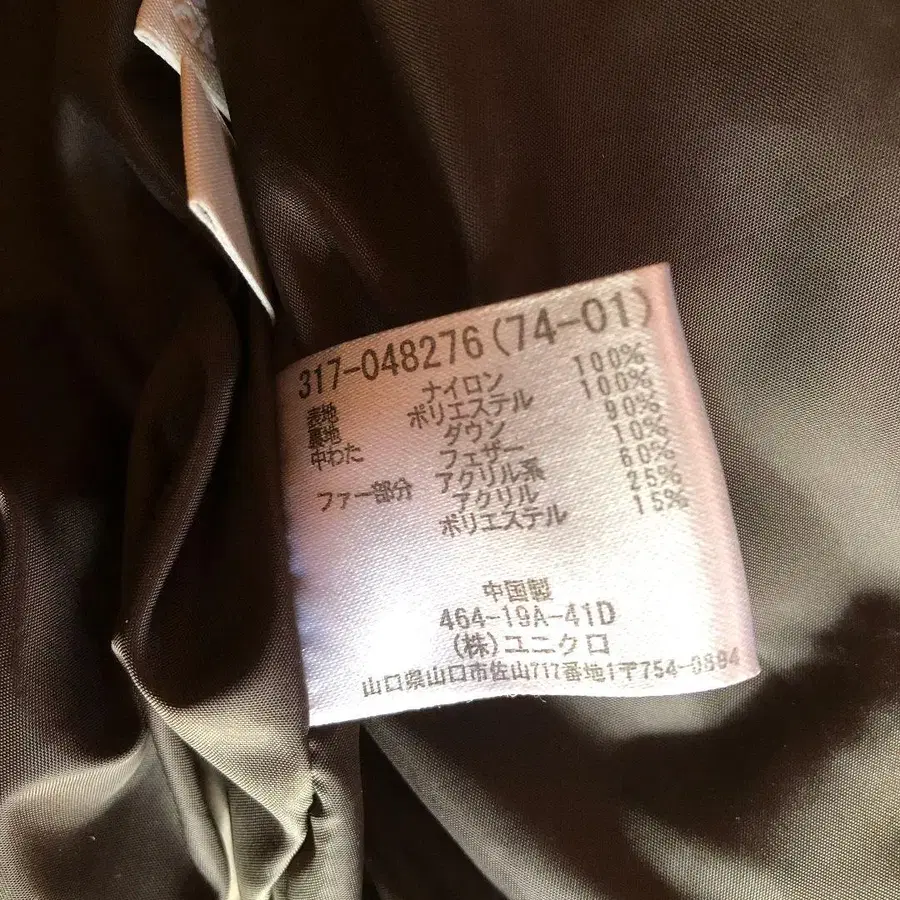 317-048276(74-01)
表地 ナイロン 100%
裏地 ポリエステル 100%
中わた ダウン 90%
フェザー 10%
ファー部分 アクリル系 60%
アクリル 25%
ポリエステル 15%
中国製
464-19A-41D
(株)ユニクロ
山口県山口市佐山717番地1〒754-0894